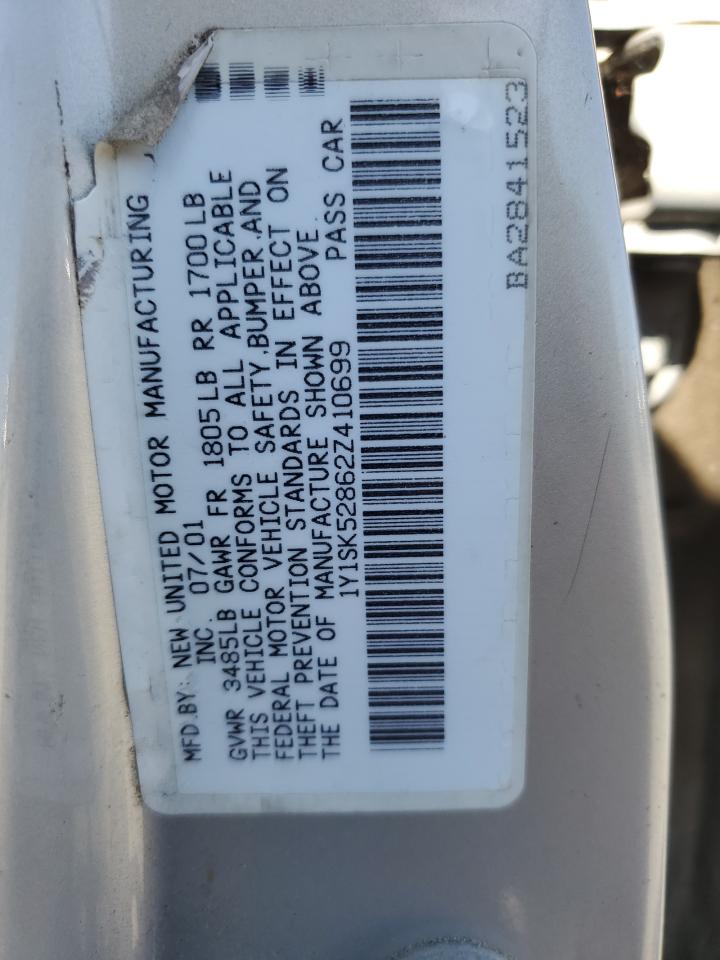 MFD.BY: NEW UNITED MOTOR MANUFACTURING ,
INC. 07/01
GVWR 3485LB GAWR FR 1805LB RR 1700LB
THIS VEHICLE CONFORMS TO ALL APPLICABLE
FEDERAL MOTOR VEHICLE SAFETY,BUMPER,AND
THEFT PREVENTION STANDARDS IN EFFECT ON
THE DATE OF MANUFACTURE SHOWN ABOVE.
1Y1SK52862Z410699 PASS CAR
BA2841523